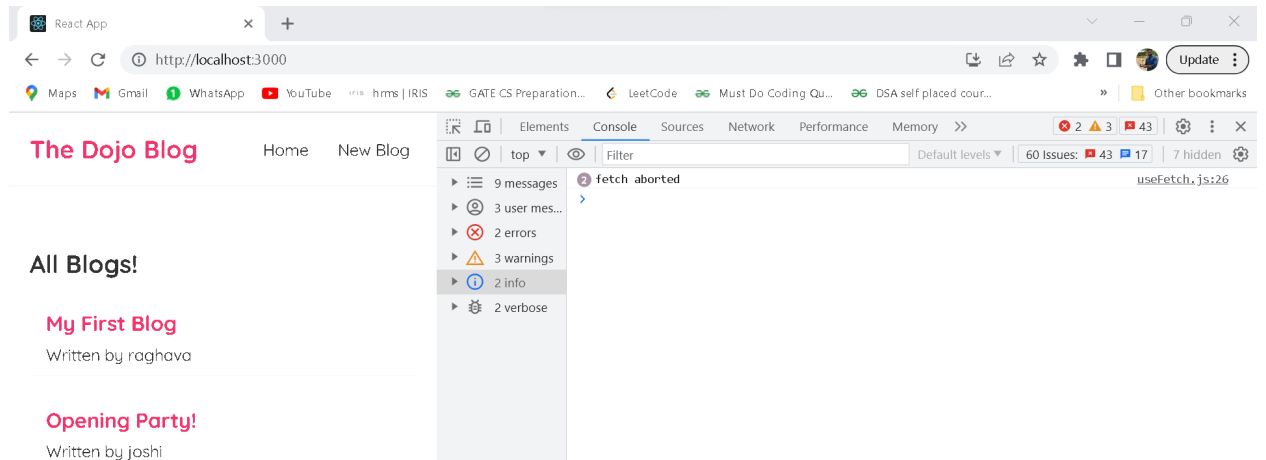 React App
http://localhost:3000
Update
Maps
Gmail
WhatsApp
YouTube
IRIS hrms | IRIS
GATE CS Preparation...
LeetCode
Must Do Coding Qu...
DSA self placed cour...
»
Other bookmarks
The Dojo Blog
Home
New Blog
Elements
Console
Sources
Network
Performance
Memory
2
3
43
top
Filter
Default levels
60 Issues: 43 17
7 hidden
9 messages
3 user mes...
2 errors
3 warnings
2 info
2 verbose
2 fetch aborted
useFetch.js:26
All Blogs!
My First Blog
Written by raghava
Opening Party!
Written by joshi